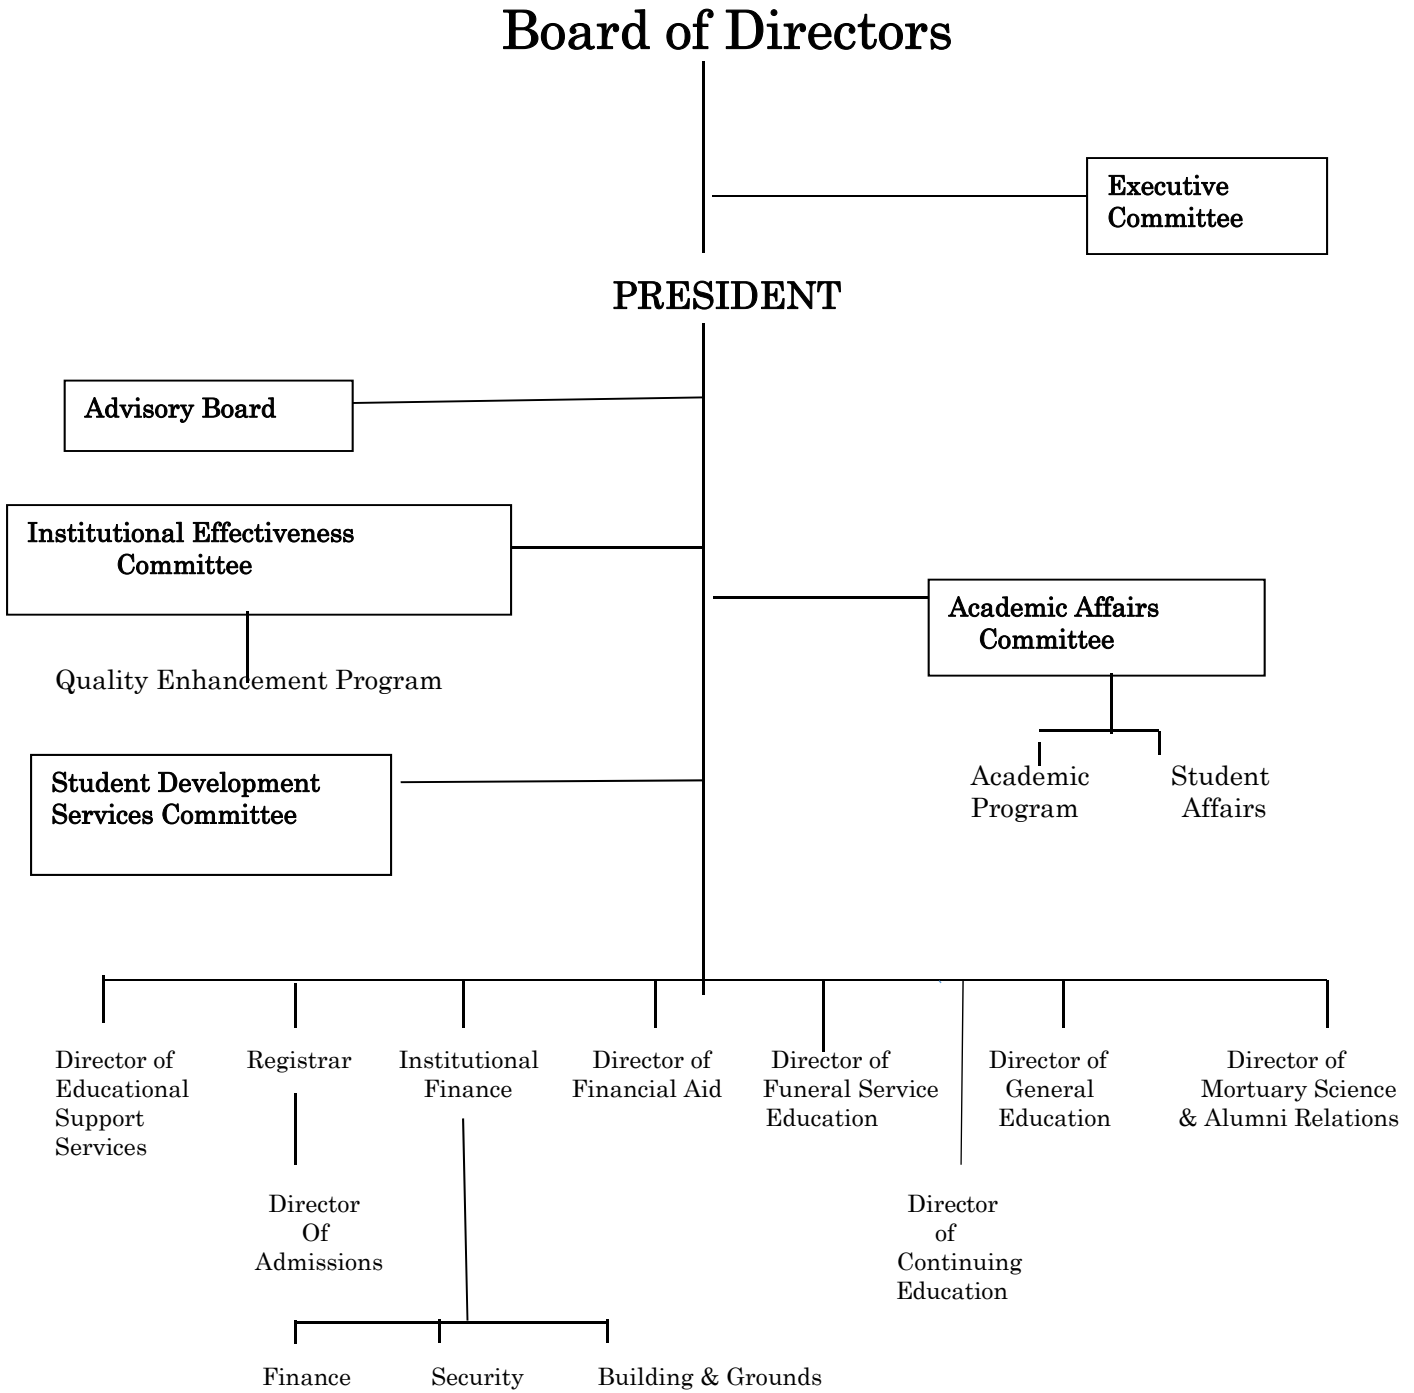 Board of Directors
Executive
Committee
PRESIDENT
Advisory Board
Institutional Effectiveness
Committee
Academic Affairs
Committee
Quality Enhancement Program
Student Development
Services Committee
Academic
Program
Student
Affairs
Director of
Educational
Support
Services
Registrar
Institutional
Finance
Director of
Financial Aid
Director of
Funeral Service
Education
Director of
General
Education
Director of
Mortuary Science
& Alumni Relations
Director
Of
Admissions
Director
of
Continuing
Education
Finance
Security
Building & Grounds